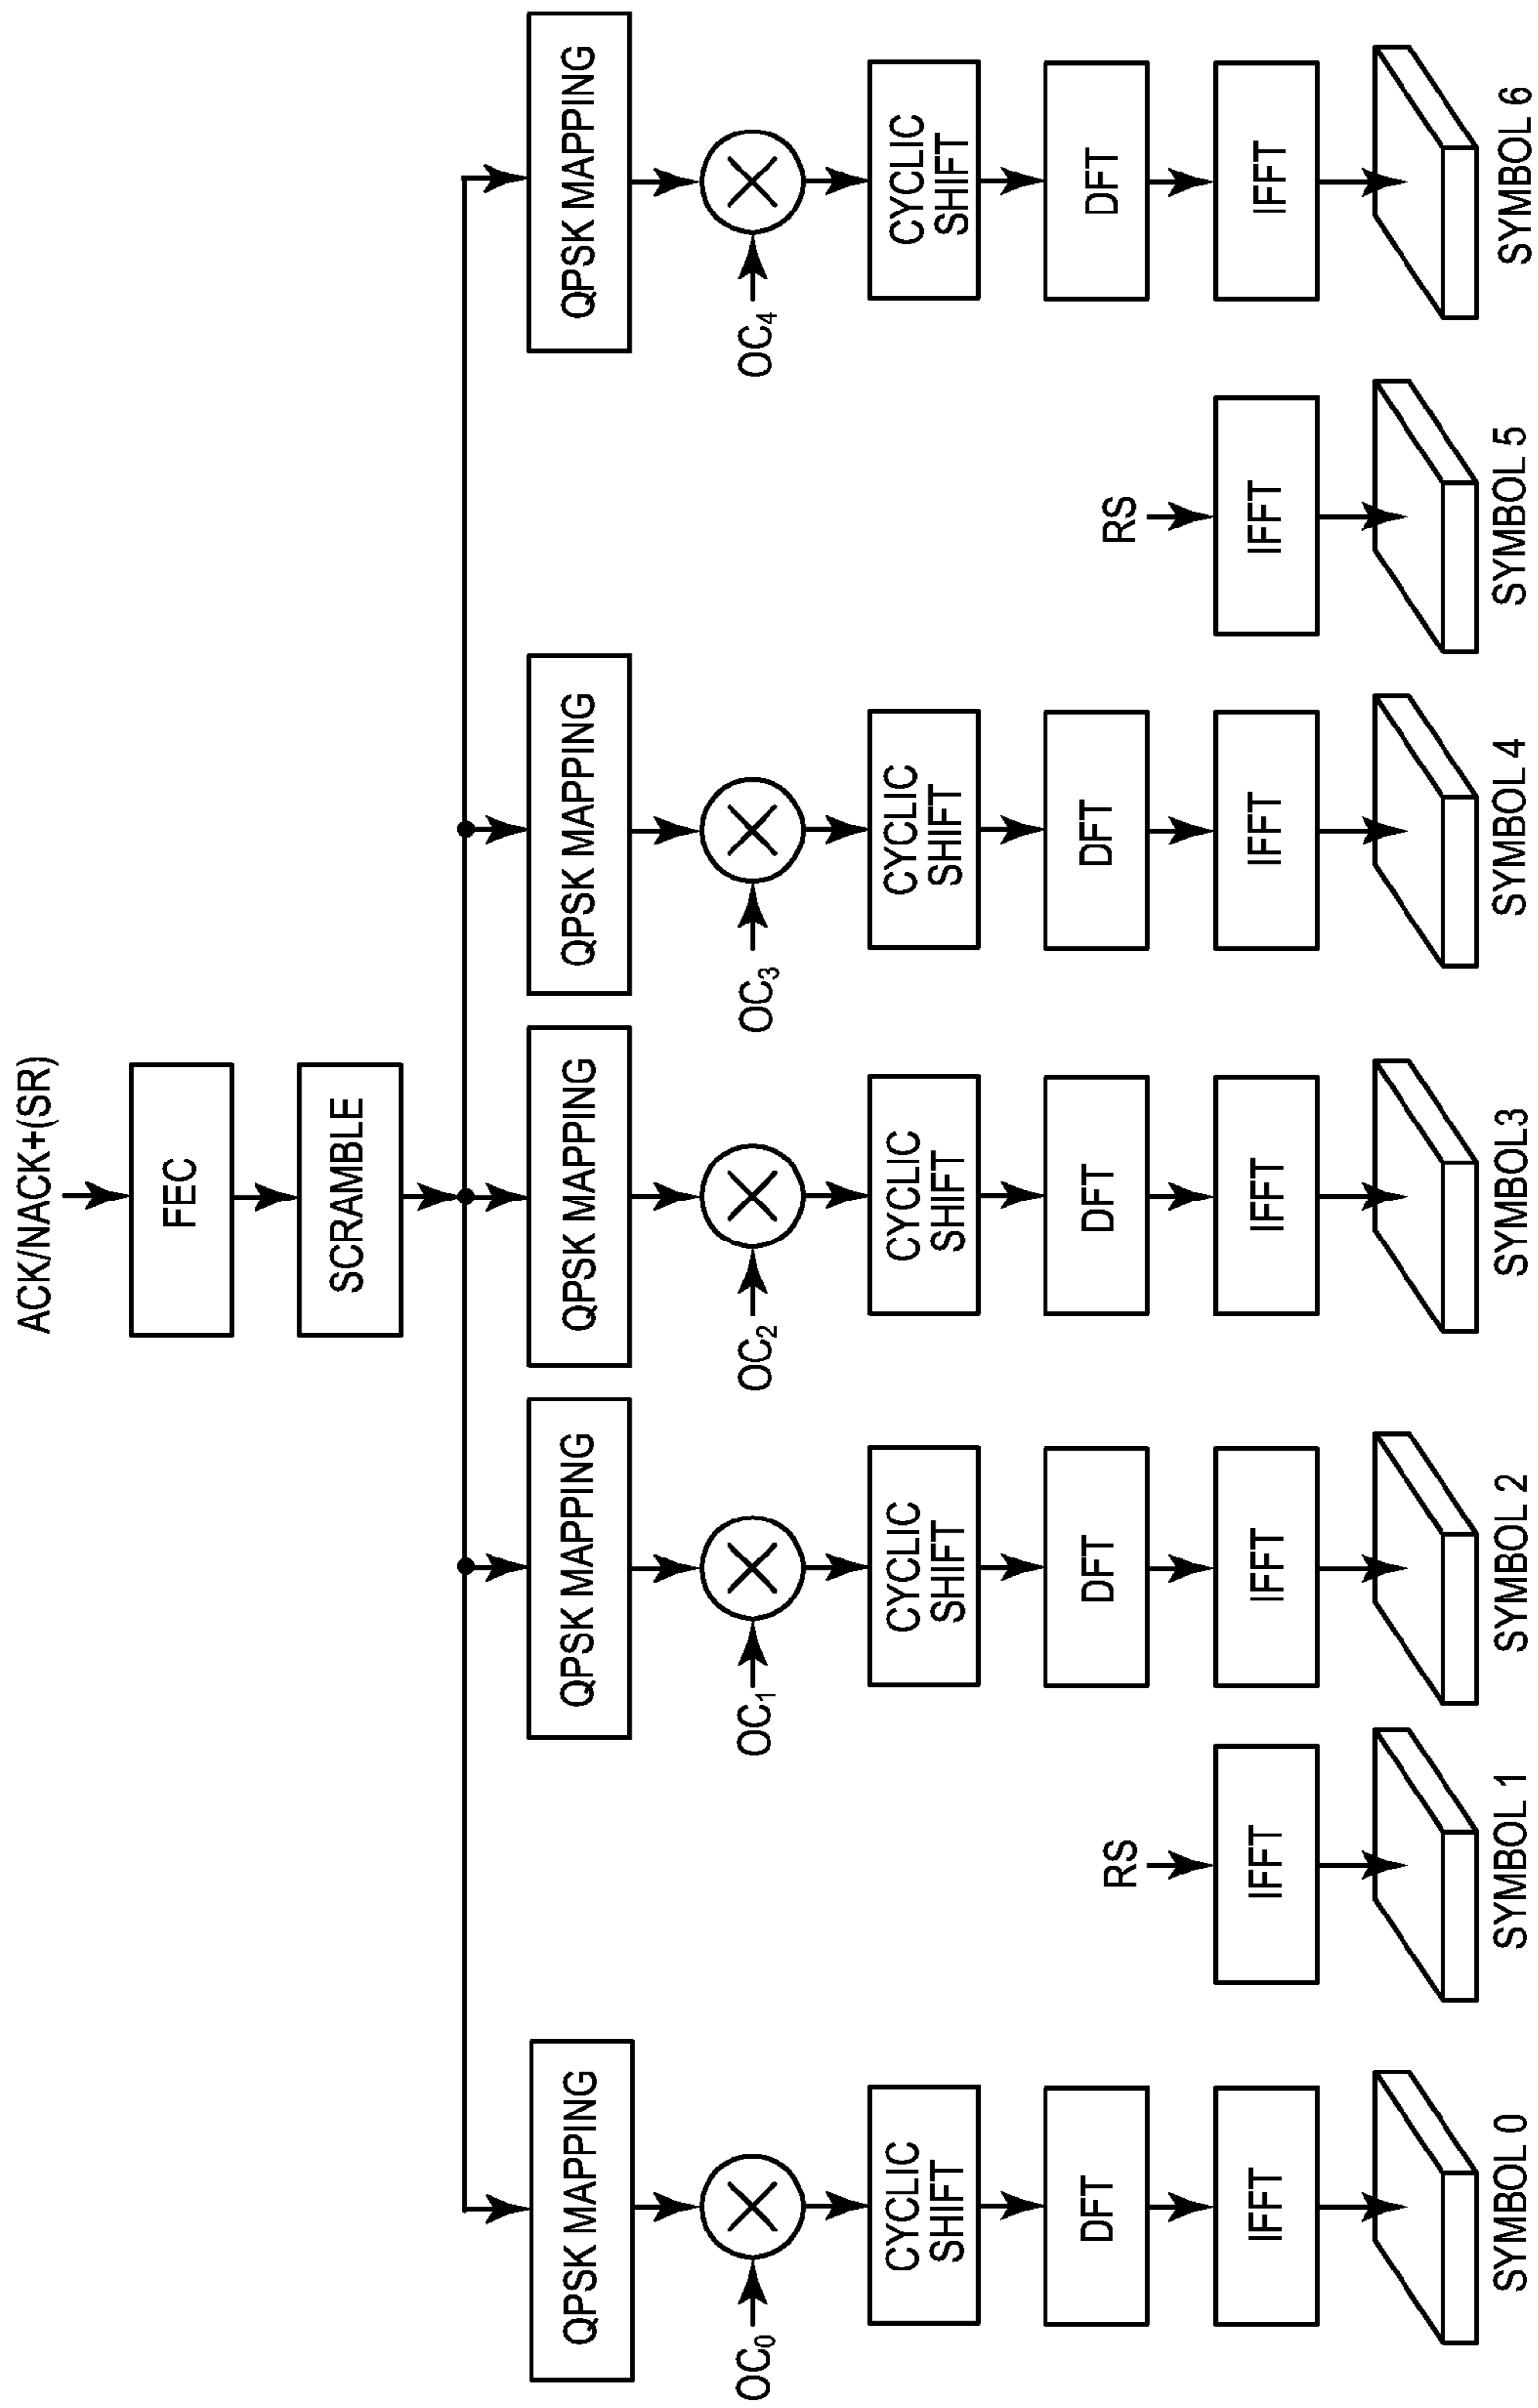 ACK/NACK+(SR)
FEC
SCRAMBLE
QPSK MAPPING
QPSK MAPPING
QPSK MAPPING
QPSK MAPPING
QPSK MAPPING
OC0
OC1
OC2
OC3
OC4
CYCLIC
SHIFT
CYCLIC
SHIFT
CYCLIC
SHIFT
CYCLIC
SHIFT
CYCLIC
SHIFT
DFT
RS
DFT
DFT
DFT
RS
DFT
IFFT
IFFT
IFFT
IFFT
IFFT
IFFT
IFFT
SYMBOL 0
SYMBOL 1
SYMBOL 2
SYMBOL3
SYMBOL 4
SYMBOL 5
SYMBOL 6